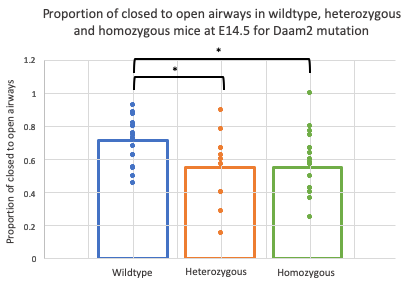 Proportion of closed to open airways in wildtype, heterozygous
and homozygous mice at E14.5 for Daam2 mutation
*
*
Proportion of closed to open airways
1.2
1
0.8
0.6
0.4
0.2
0
Wildtype
Heterozygous
Homozygous